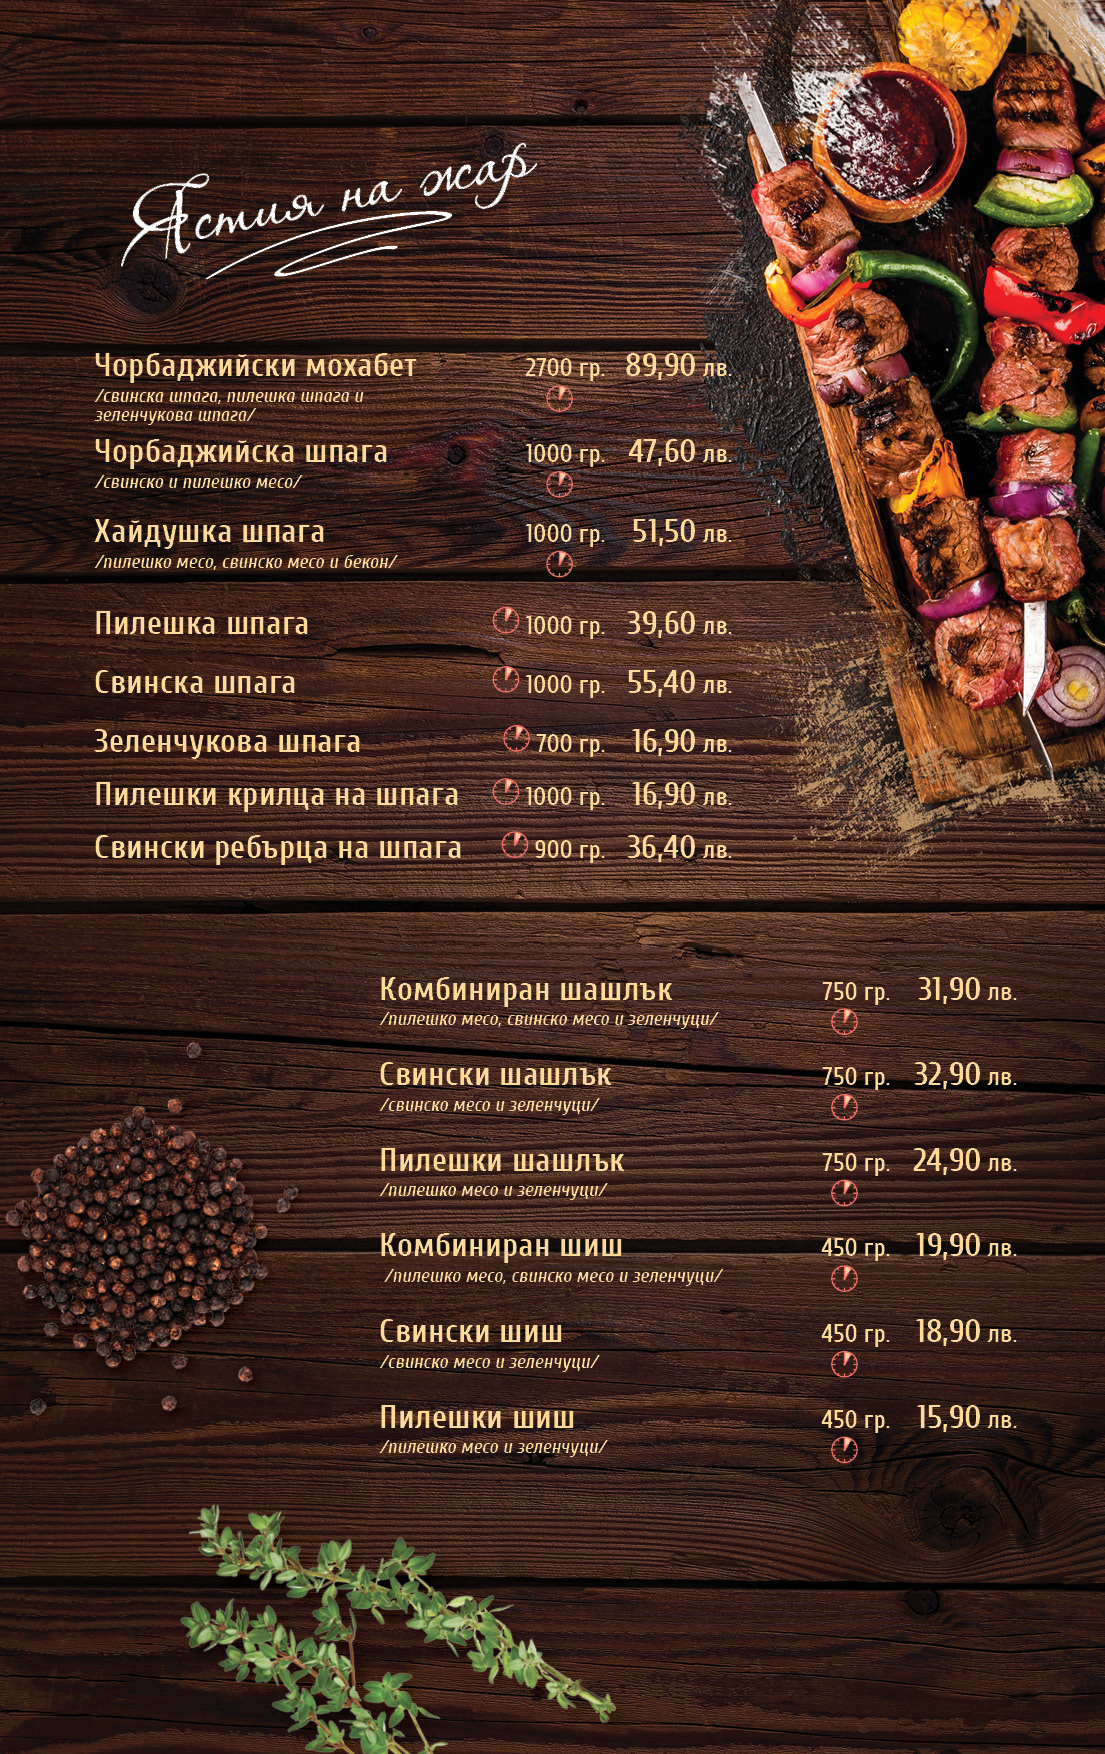 Ястия на жар
Чорбаджийски мохабет 2700 гр. 89,90 лв.
/свинска шпага, пилешка шпага и
зеленчукова шпага/
Чорбаджийска шпага 1000 гр. 47,60 лв.
/свинско и пилешко месо/
Хайдушка шпага 1000 гр. 51,50 лв.
/пилешко месо, свинско месо и бекон/
Пилешка шпага 1000 гр. 39,60 лв.
Свинска шпага 1000 гр. 55,40 лв.
Зеленчукова шпага 700 гр. 16,90 лв.
Пилешки крилца на шпага 1000 гр. 16,90 лв.
Свински ребърца на шпага 900 гр. 36,40 лв.
Комбиниран шашлък 750 гр. 31,90 лв.
/пилешко месо, свинско месо и зеленчуци/
Свински шашлък 750 гр. 32,90 лв.
/свинско месо и зеленчуци/
Пилешки шашлък 750 гр. 24,90 лв.
/пилешко месо и зеленчуци/
Комбиниран шиш 450 гр. 19,90 лв.
/пилешко месо, свинско месо и зеленчуци/
Свински шиш 450 гр. 18,90 лв.
/свинско месо и зеленчуци/
Пилешки шиш 450 гр. 15,90 лв.
/пилешко месо и зеленчуци/